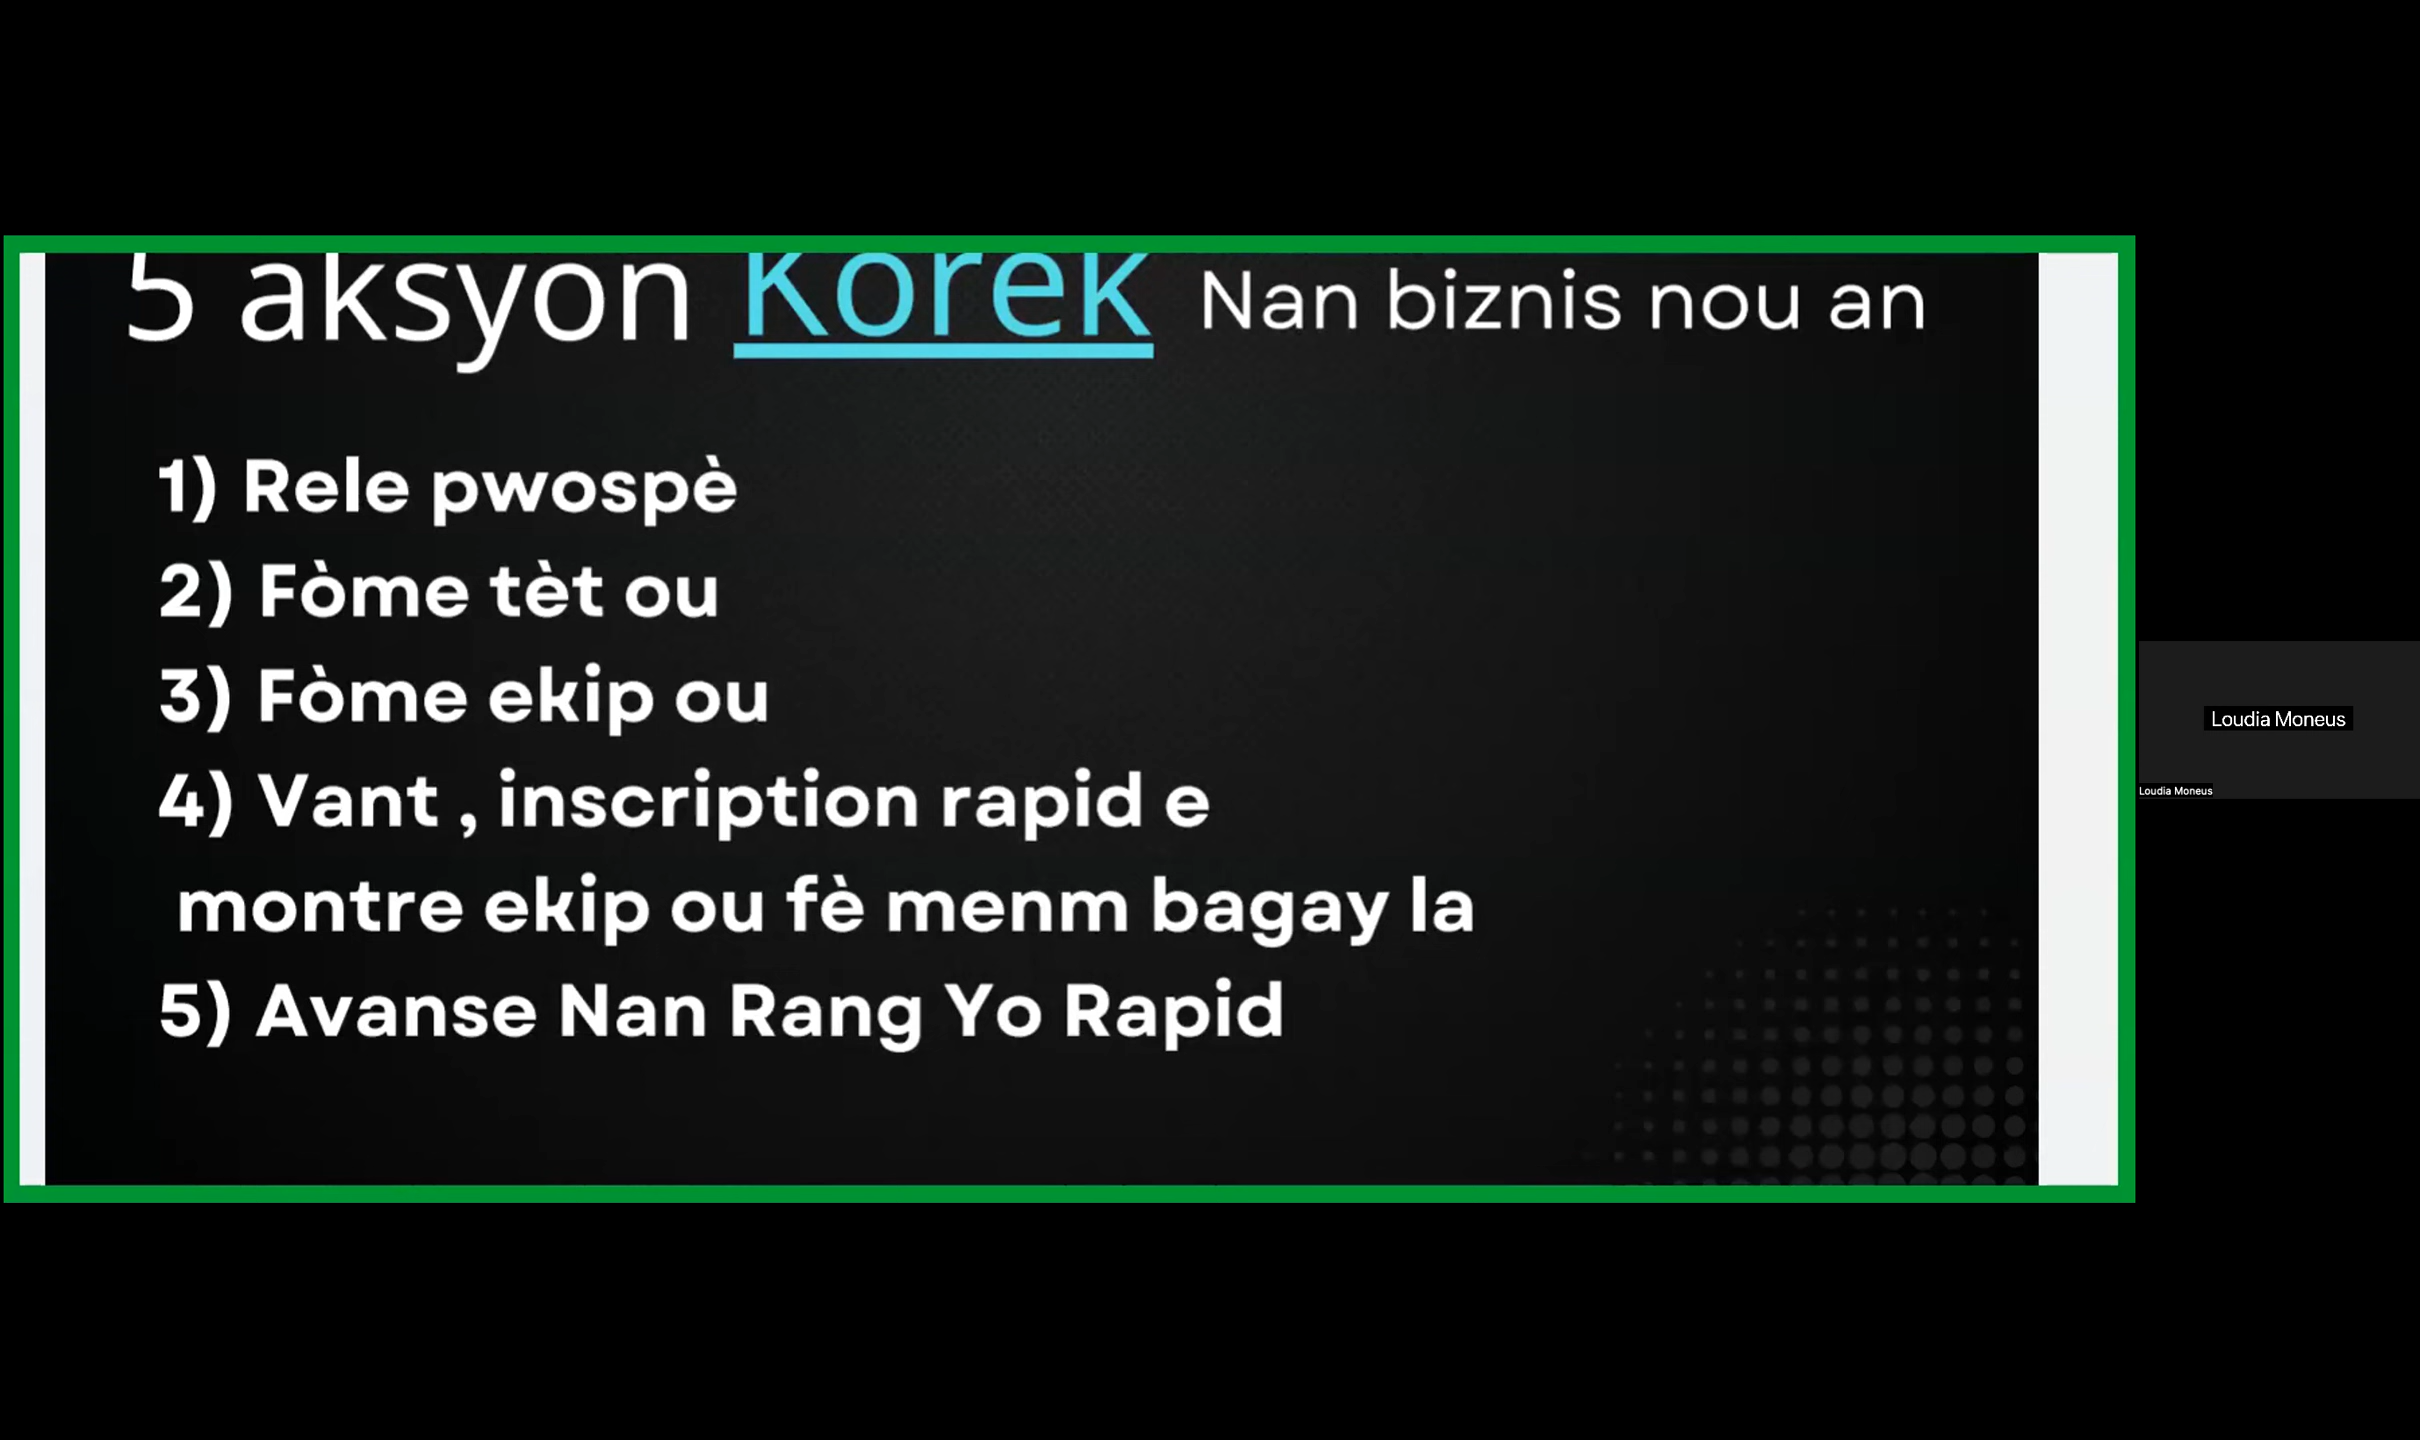 5 aksyon Korek Nan biznis nou an
1) Rele pwospè
2) Fòme tèt ou
3) Fòme ekip ou
4) Vant , inscription rapid e
montre ekip ou fè menm bagay la
5) Avanse Nan Rang Yo Rapid
Loudia Moneus
Loudia Moneus